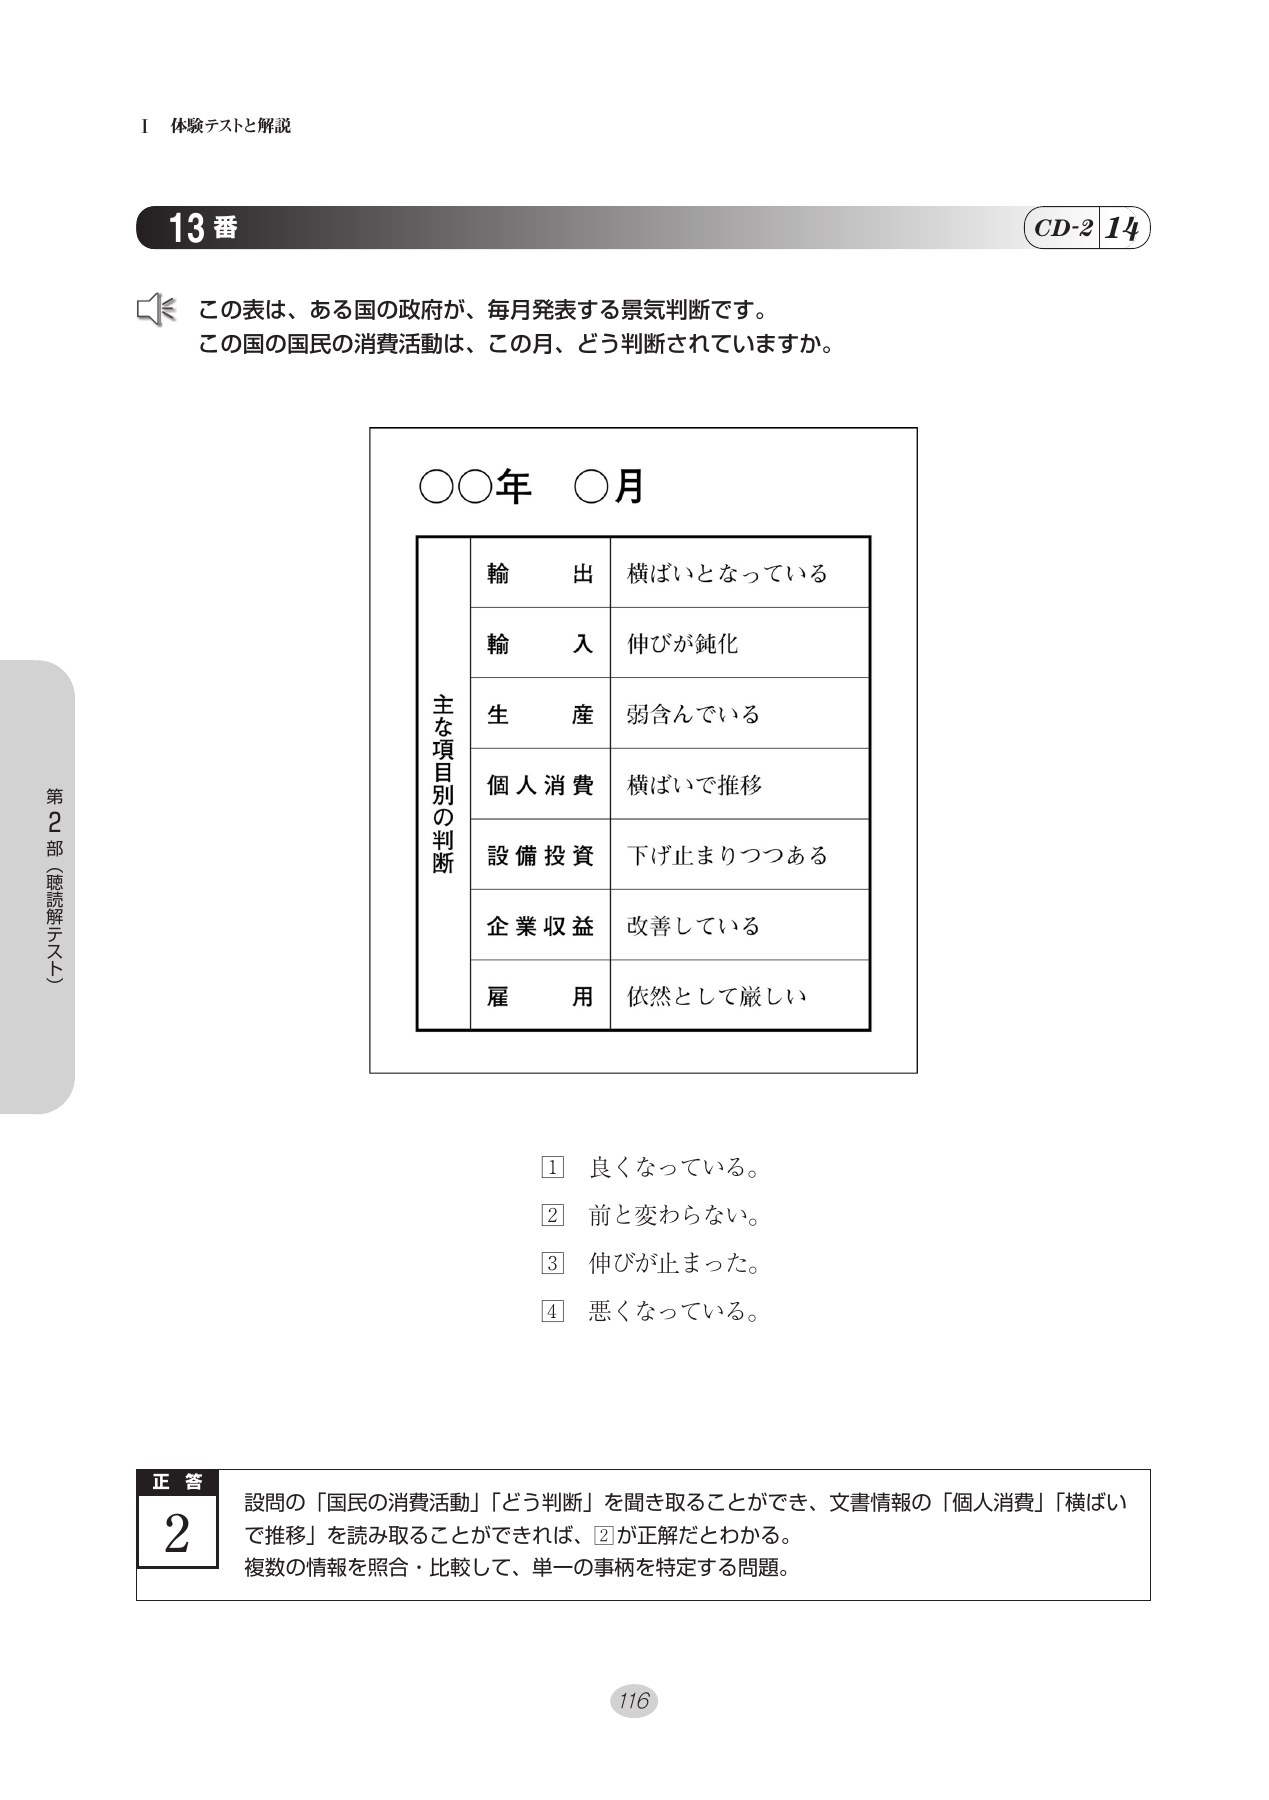 I 体験テストと解説
13番
CD-2 14
この表は、ある国の政府が、毎月発表する景気判断です。
この国の国民の消費活動は、この月、どう判断されていますか。
〇〇年 〇月
主な項目別の判断
輸出 横ばいとなっている
輸入 伸びが鈍化
生産 弱含んでいる
個人消費 横ばいで推移
設備投資 下げ止まりつつある
企業収益 改善している
雇用 依然として厳しい
第2部(聴読解テスト)
1 良くなっている。
2 前と変わらない。
3 伸びが止まった。
4 悪くなっている。
正答
2
設問の「国民の消費活動」「どう判断」を聞き取ることができ、文書情報の「個人消費」「横ばい
で推移」を読み取ることができれば、2が正解だとわかる。
複数の情報を照合・比較して、単一の事柄を特定する問題。
116